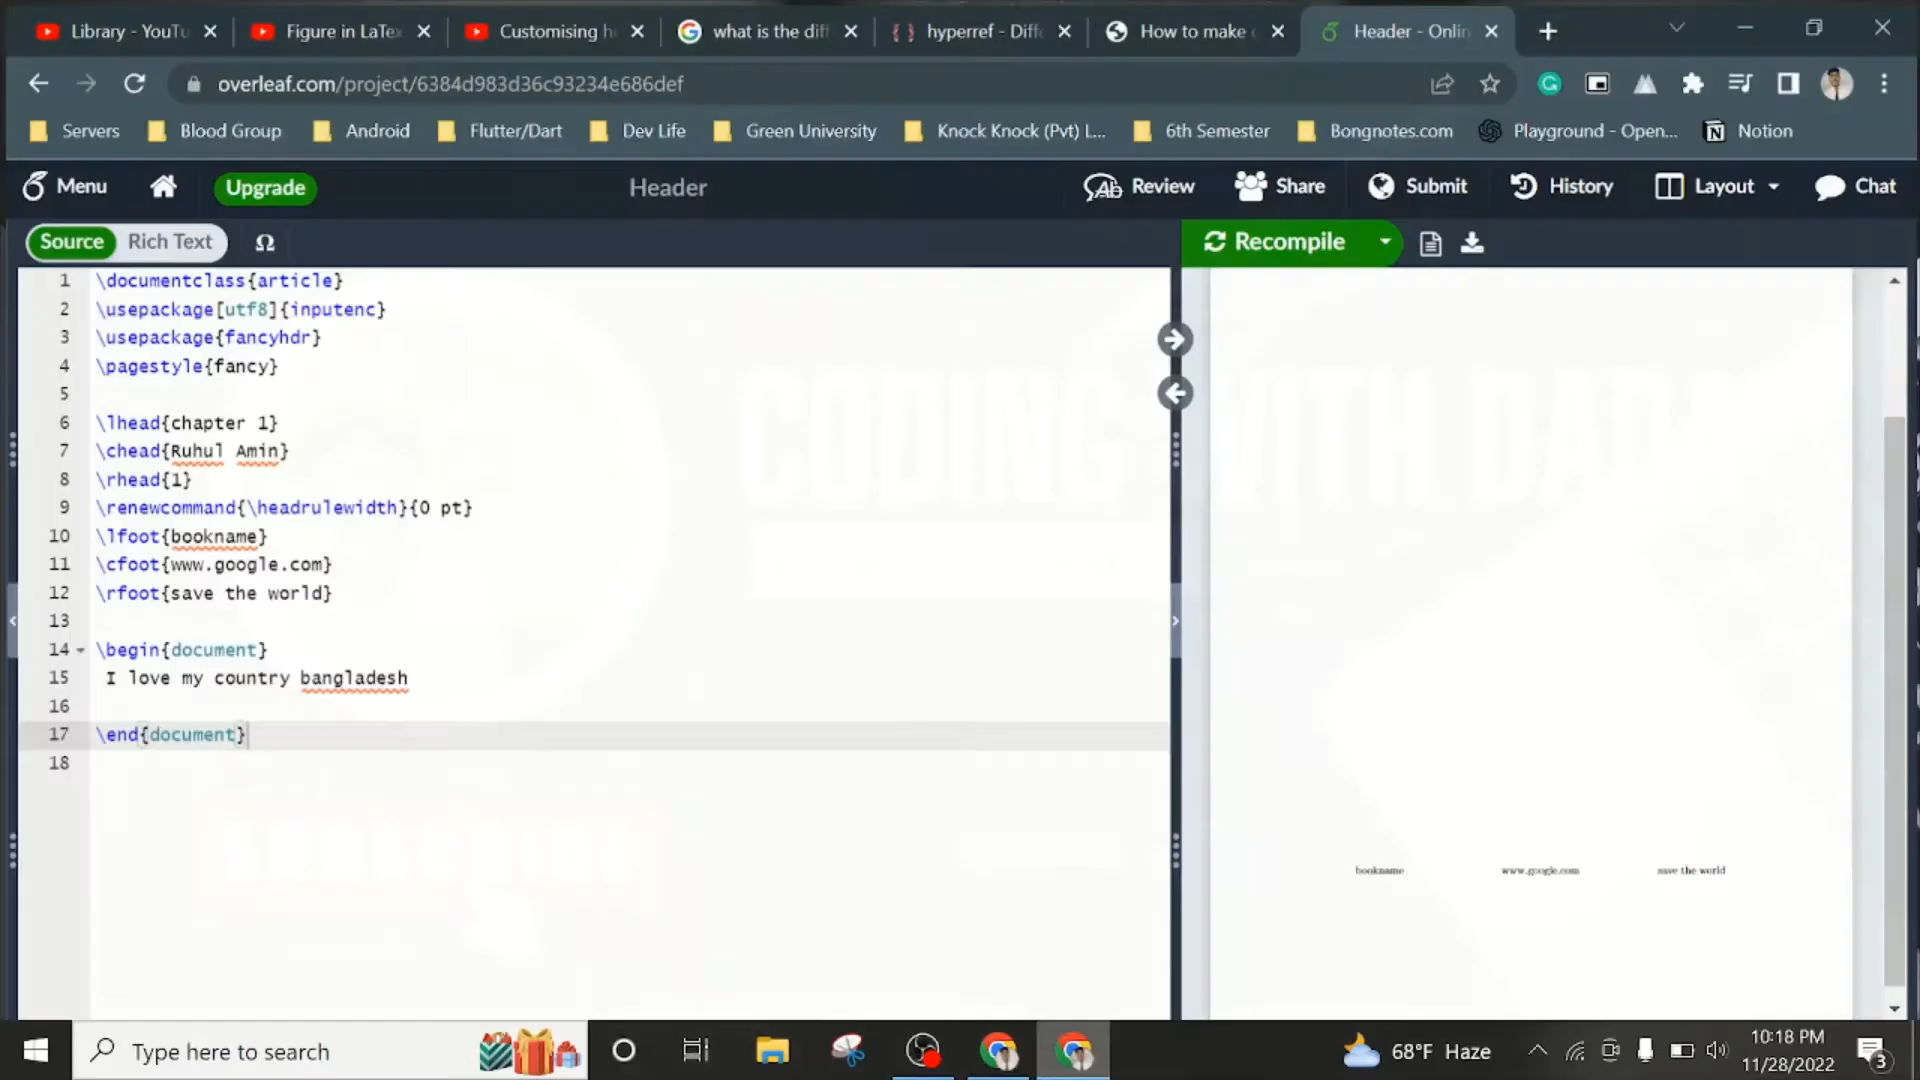 Library - YouTu
Figure in LaTex
Customising h
what is the diff
hyperref - Diff
How to make
Header - Onlin
overleaf.com/project/6384d983d36c93234e686def
Servers
Blood Group
Android
Flutter/Dart
Dev Life
Green University
Knock Knock (Pvt) L...
6th Semester
Bongnotes.com
Playground - Open...
Notion
Menu
Upgrade
Header
Review
Share
Submit
History
Layout
Chat
Source
Rich Text
Ω
Recompile
1 \documentclass{article}
2 \usepackage[utf8]{inputenc}
3 \usepackage{fancyhdr}
4 \pagestyle{fancy}
5
6 \lhead{chapter 1}
7 \chead{Ruhul Amin}
8 \rhead{1}
9 \renewcommand{\headrulewidth}{0 pt}
10 \lfoot{bookname}
11 \cfoot{www.google.com}
12 \rfoot{save the world}
13
14 \begin{document}
15 I love my country bangladesh
16
17 \end{document}
18
CODING WITH DADA
bookname www.google.com save the world
Type here to search
68°F Haze
10:18 PM
11/28/2022
3